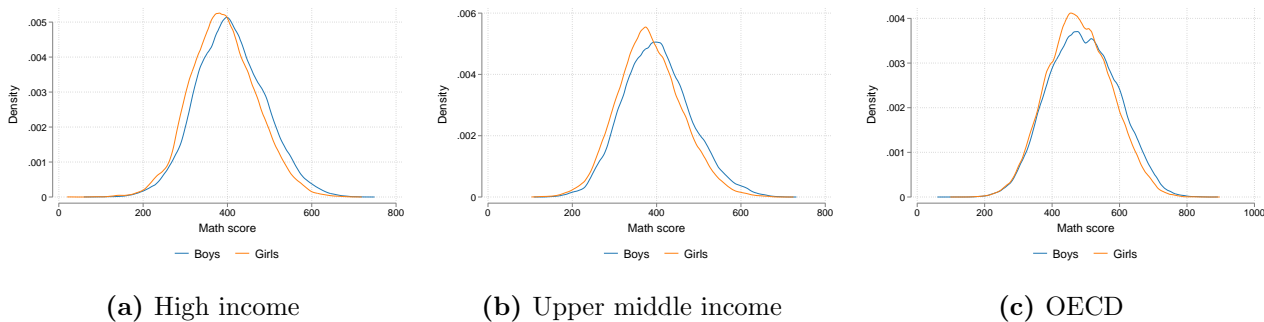 .005
.004
.003
.002
.001
0
Density
0 200 400 600 800
Math score
Boys Girls
(a) High income
.006
.004
.002
0
Density
0 200 400 600 800
Math score
Boys Girls
(b) Upper middle income
.004
.003
.002
.001
0
Density
0 200 400 600 800 1000
Math score
Boys Girls
(c) OECD